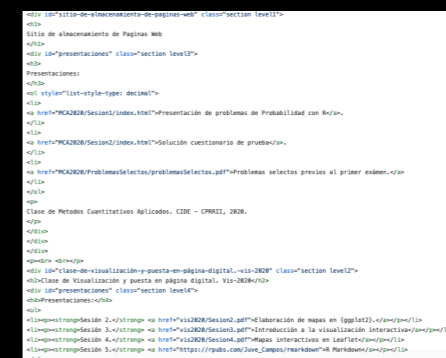 <div id="sitio-de-almacenamiento-de-paginas-web" class="section level1">
<h1>
Sitio de almacenamiento de Paginas Web
</h1>
<div id="presentaciones" class="section level3">
<h3>
Presentaciones:
</h3>
<ol style="list-style-type: decimal">
<li>
<a href="MCA2020/Sesion1/index.html">Presentación de problemas de Probabilidad con R</a>.
</li>
<li>
<a href="MCA2020/Sesion2/index.html">Solución cuestionario de prueba</a>.
</li>
<li>
<a href="MCA2020/ProblemasSelectos/problemasSelectos.pdf">Problemas selectos previos al primer exámen.</a>
</li>
</ol>
<p>
Clase de Metodos Cuantitativos Aplicados. CIDE - CPRRII, 2020.
</p>
</div>
</div>
</div>
<p><br> <br></p>
<div id="clase-de-visualización-y-puesta-en-página-digital.-vis-2020" class="section level2">
<h2>Clase de Visualización y puesta en página digital. Vis-2020</h2>
<div id="presentaciones" class="section level4">
<h4>Presentaciones:</h4>
<ul>
<li><p><strong>Sesión 2.</strong> <a href="vis2020/Sesion2.pdf">Elaboración de mapas en {ggplot2}.</a></p></li>
<li><p><strong>Sesión 3.</strong> <a href="vis2020/Sesion3.pdf">Introducción a la visualización interactiva</a></p></li>
<li><p><strong>Sesión 4.</strong> <a href="vis2020/Sesion4.pdf">Mapas interactivos en Leaflet</a></p></li>
<li><p><strong>Sesión 5.</strong> <a href="https://rpubs.com/Juve_Campos/rmarkdown">R Markdown</a></p></li>